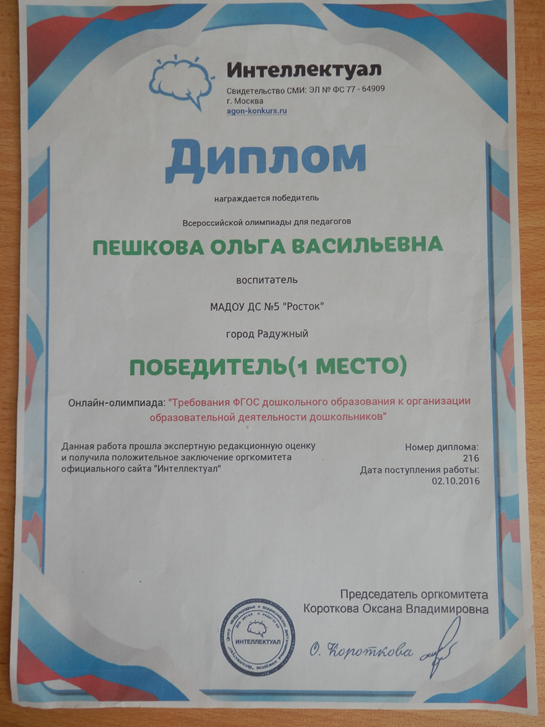 Интеллектуал
Свидетельство СМИ: ЭЛ № ФС 77 - 64909
г. Москва
agon-konkurs.ru
Диплом
награждается победитель
Всероссийской олимпиады для педагогов
ПЕШКОВА ОЛЬГА ВАСИЛЬЕВНА
воспитатель
МАДОУ ДС №5 "Росток"
город Радужный
ПОБЕДИТЕЛЬ(1 МЕСТО)
Онлайн-олимпиада: "Требования ФГОС дошкольного образования к организации
образовательной деятельности дошкольников"
Данная работа прошла экспертную редакционную оценку
и получила положительное заключение оргкомитета
официального сайта "Интеллектуал"
Номер диплома:
216
Дата поступления работы:
02.10.2016
Председатель оргкомитета
Короткова Оксана Владимировна
О. Короткова
ИНТЕЛЛЕКТУАЛ